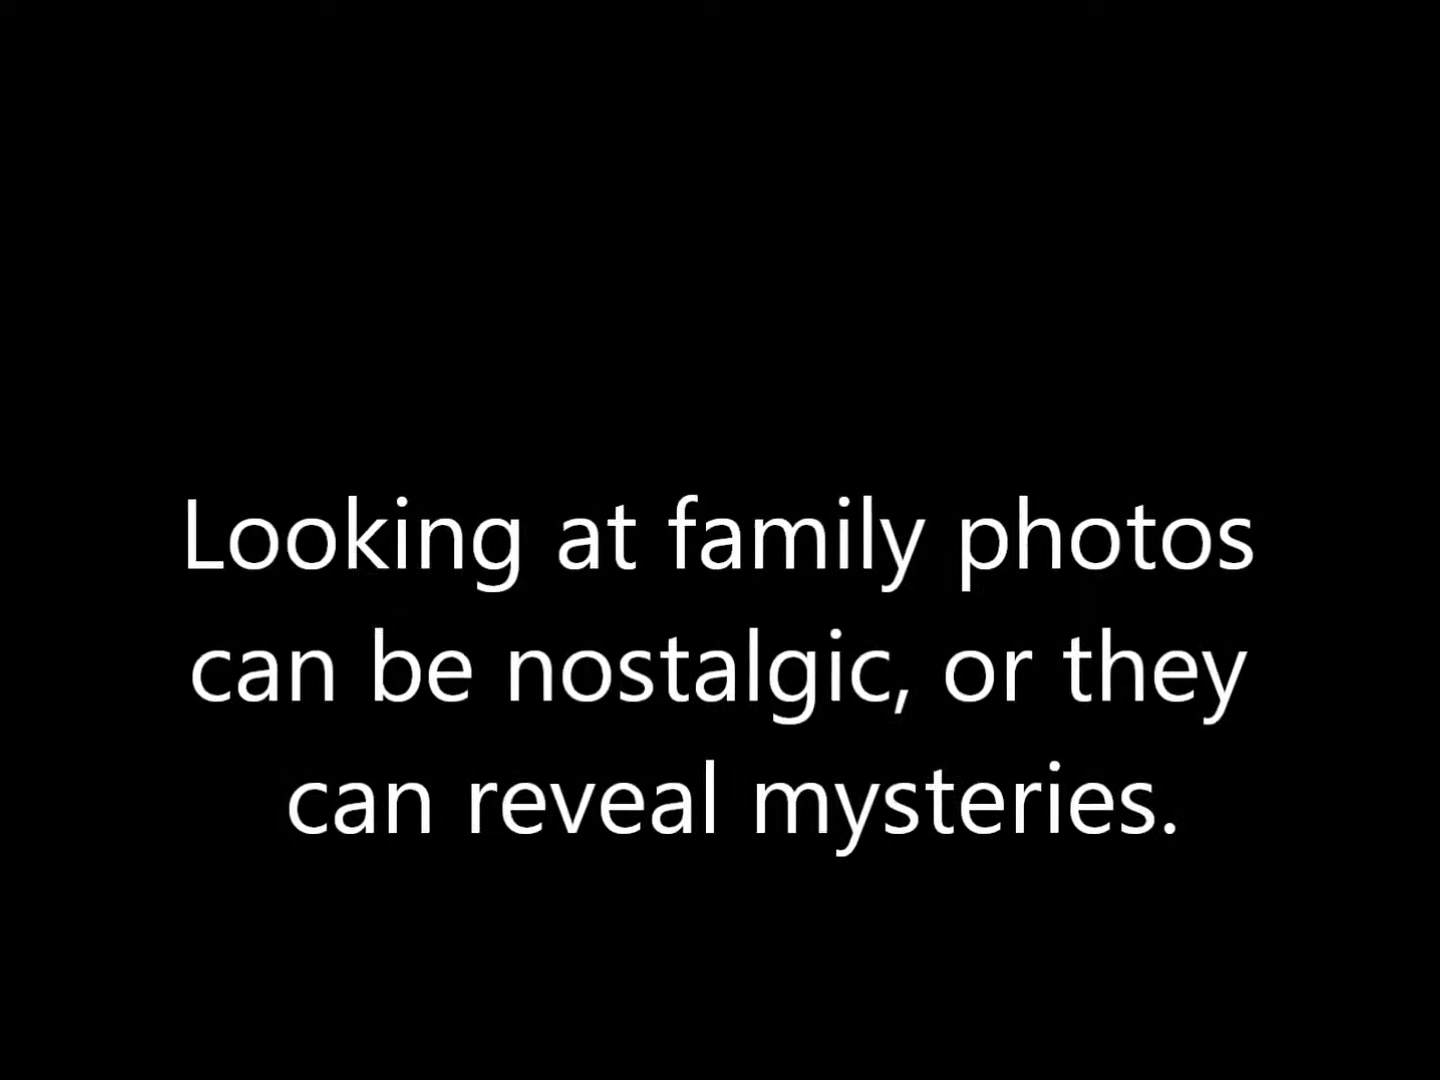 Looking at family photos
can be nostalgic, or they
can reveal mysteries.